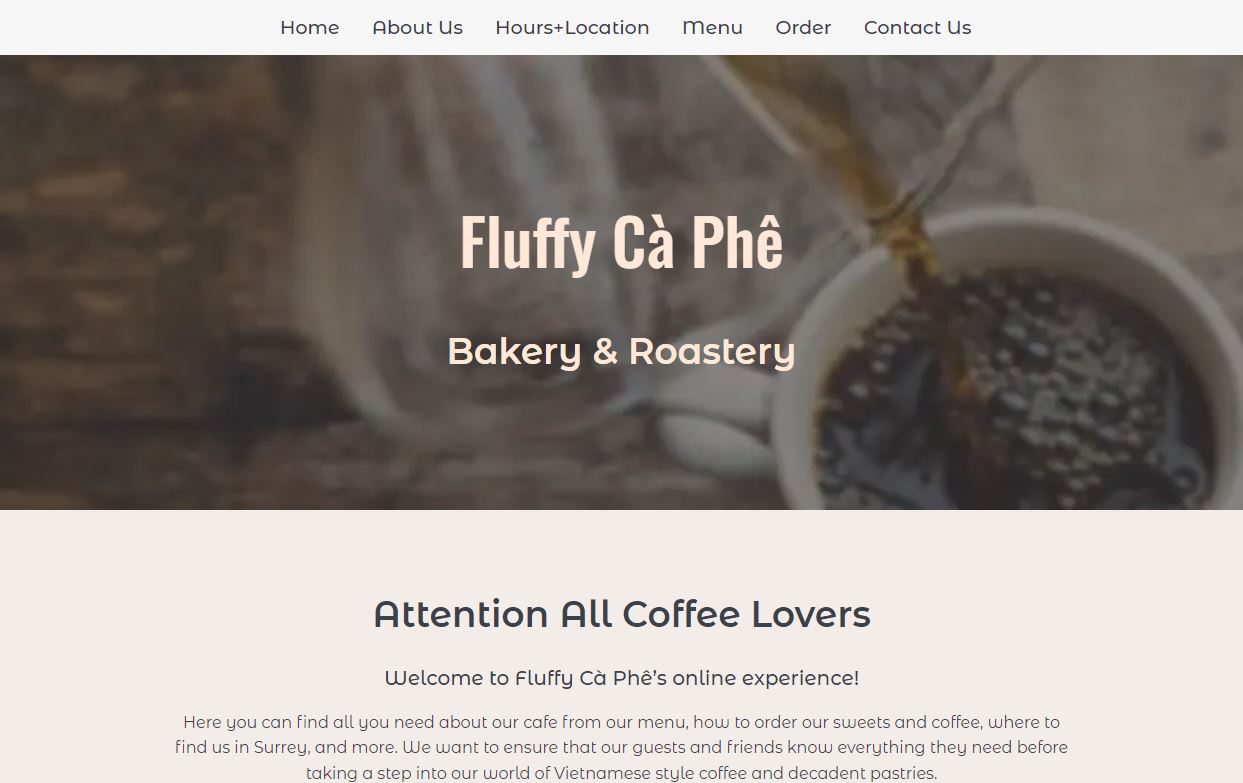 Home About Us Hours+Location Menu Order Contact Us
Fluffy Cà Phê
Bakery & Roastery
Attention All Coffee Lovers
Welcome to Fluffy Cà Phê’s online experience!
Here you can find all you need about our cafe from our menu, how to order our sweets and coffee, where to
find us in Surrey, and more. We want to ensure that our guests and friends know everything they need before
taking a step into our world of Vietnamese style coffee and decadent pastries.